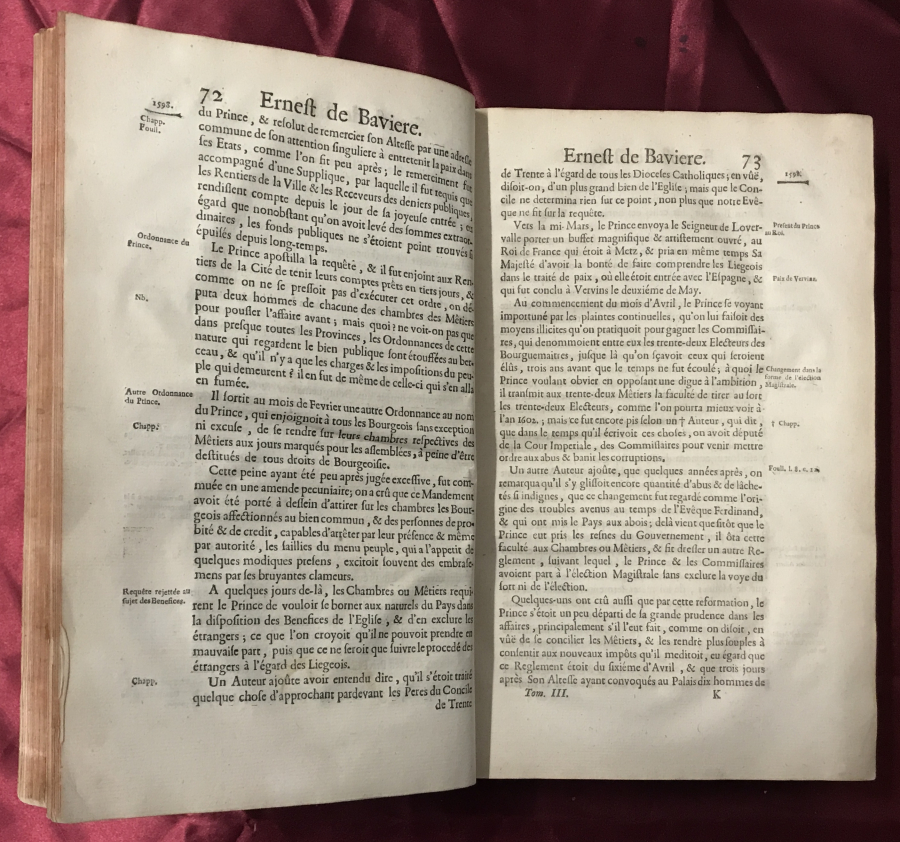 72 Ernest de Baviere.
1598.
Chapp.
Foull.
du Prince, & resolut de remercier son Altesse par une adresse
commune de son attention singuliere à entretenir la paix dans
ses Etats, comme l'on fit peu après; le remerciment fut
accompagné d'une Supplique, par laquelle il fut requis que
les Rentiers de la Ville & les Receveurs des deniers publiques,
rendissent compte depuis le jour de sa joyeuse entrée; eu
égard que nonobstant qu'on avoit levé des sommes extraor-
dinaires, les fonds publiques ne s'étoient point trouvés si
épuisés depuis long-temps.
Ordonnance du
Prince.
Le Prince apostilla la requête, & il fut enjoint aux Ren-
tiers de la Cité de tenir leurs comptes prêts en tiers jours, &
comme on ne se pressoit pas d'exécuter cet ordre, on dé-
Nb.
puta deux hommes de chacune des chambres des Mêtiers
pour pousser l'affaire avant; mais quoi? ne voit-on pas que
dans presque toutes les Provinces, les Ordonnances de cette
nature qui regardent le bien publique sont étouffées au ber-
ceau, & qu'il n'y a que les charges & les impositions du peu-
ple qui demeurent? il en fut de même de celle-ci qui s'en alla
en fumée.
Autre Ordonnance
du Prince.
Il sortit au mois de Fevrier une autre Ordonnance au nom
du Prince, qui enjoignoit à tous les Bourgeois sans exception
Chapp.
ni excuse, de se rendre sur leurs chambres respectives des
Mêtiers aux jours marqués pour les assemblées, à peine d'être
destitués de tous droits de Bourgeoisie.
Cette peine ayant été peu après jugée excessive, fut com-
muée en une amende pecuniaire; on a crû que ce Mandement
avoit été porté à dessein d'attirer sur les chambres les Bour-
geois affectionnés au bien commun, & des personnes de pro-
bité & de credit, capables d'arrêter par leur présence & même
par autorité, les saillies du menu peuple, qui a l'appetit de
quelques modiques presens, excitoit souvent des embrase-
mens par ses bruyantes clameurs.
Requête rejettée au
sujet des Benefices.
A quelques jours de-là, les Chambres ou Mêtiers requi-
rent le Prince de vouloir se borner aux naturels du Pays dans
la disposition des Benefices de l'Eglise, & d'en exclure les
étrangers; ce que l'on croyoit qu'il ne pouvoit prendre en
mauvaise part, puis que ce ne seroit que suivre le procedé des
étrangers à l'égard des Liegeois.
Chapp.
Un Auteur ajoûte avoir entendu dire, qu'il s'étoit traité
quelque chose d'approchant pardevant les Peres du Concile
de Trente
Ernest de Baviere. 73
1598.
de Trente à l'égard de tous les Dioceses Catholiques; en vûë,
disoit-on, d'un plus grand bien de l'Eglise; mais que le Con-
cile ne determina rien sur ce point, non plus que notre Evê-
que ne fit sur la requête.
Present du Prince
au Roi.
Vers la mi-Mars, le Prince envoya le Seigneur de Lover-
valle porter un buffet magnifique & artistement ouvré, au
Roi de France qui étoit à Metz, & pria en même temps Sa
Majesté d'avoir la bonté de faire comprendre les Liegeois
Paix de Vervins.
dans le traité de paix, où elle étoit entrée avec l'Espagne, &
qui fut conclu à Vervins le deuxiéme de May.
Au commencement du mois d'Avril, le Prince se voyant
importuné par les plaintes continuelles, qu'on lui faisoit des
moyens illicites qu'on pratiquoit pour gagner les Commissai-
res, qui denommoient entre eux les trente-deux Electeurs des
Bourguemaîtres, jusque là qu'on sçavoit ceux qui seroient
élûs, trois ans avant que le temps ne fut écoulé; à quoi le
Changement dans la
forme de l'élection
Magistrale.
Prince voulant obvier en opposant une digue à l'ambition,
il transmit aux trente-deux Mêtiers la faculté de tirer au sort
les trente-deux Electeurs, comme l'on pourra mieux voir à
l'an 1602.; mais ce fut encore pis selon un † Auteur, qui dit,
† Chapp.
que dans le temps qu'il écrivoit ces choses, on avoit député
de la Cour Imperiale, des Commissaires pour venir mettre
ordre aux abus & banir les corruptions.
Foull. l. 8.
Un autre Auteur ajoûte, que quelques années après, on
remarqua qu'il s'y glissoit encore quantité d'abus & de lâche-
tés si indignes, que ce changement fut regardé comme l'ori-
gine des troubles avenus au temps de l'Evêque Ferdinand,
& qui ont mis le Pays aux abois; delà vient que sitôt que le
Prince eut pris les resnes du Gouvernement, il ôta cette
faculté aux Chambres ou Mêtiers, & fit dresser un autre Re-
glement, suivant lequel, le Prince & les Commissaires
avoient part à l'élection Magistrale sans exclure la voye du
sort ni de l'élection.
Quelques-uns ont crû aussi que par cette reformation, le
Prince s'étoit un peu départi de sa grande prudence dans les
affaires, principalement s'il l'eut fait, comme on disoit, en
vûë de se concilier les Mêtiers, & les rendre plus souples à
consentir aux nouveaux impôts qu'il meditoit, eu égard que
ce Reglement étoit du sixiéme d'Avril, & que trois jours
après Son Altesse ayant convoqués au Palais dix hommes de
Tom. III. K